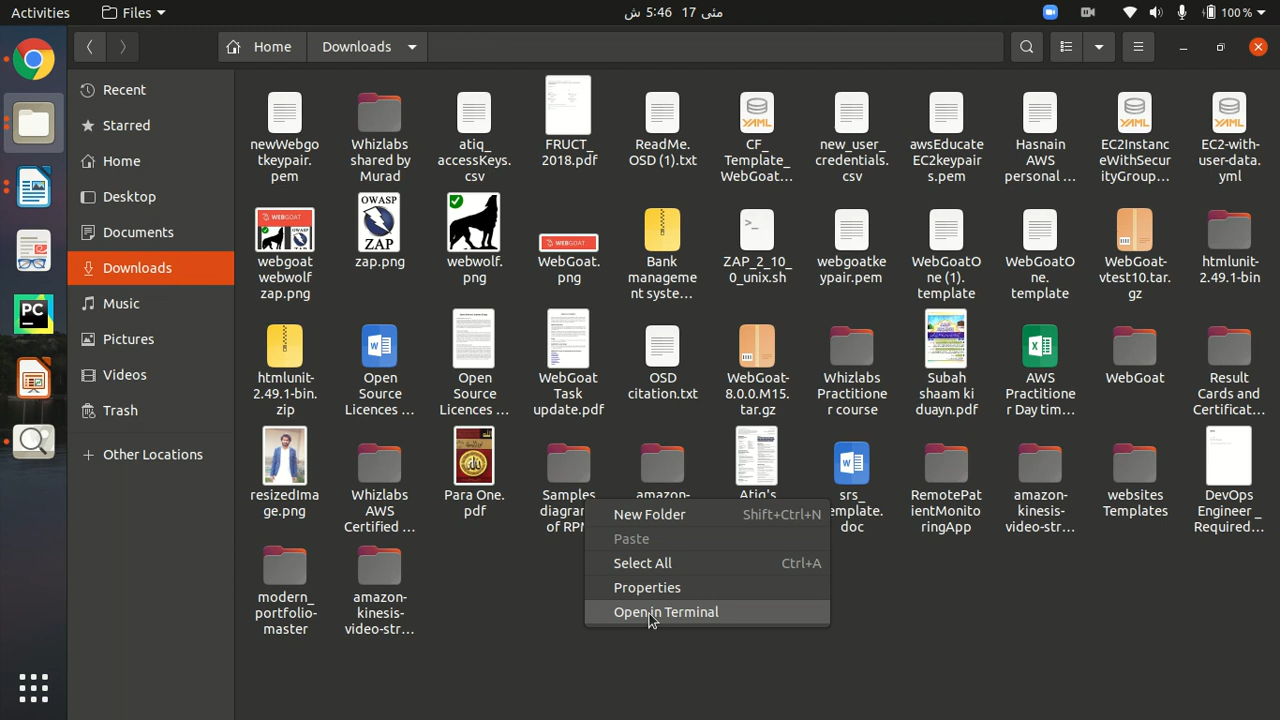 Activities
Files
مئی 17 5:46 ش
100 %
Home
Downloads
Recent
Starred
Home
Desktop
Documents
Downloads
Music
Pictures
Videos
Trash
Other Locations
newWebgo
tkeypair.
pem
Whizlabs
shared by
Murad
atiq_
accessKeys.
csv
FRUCT_
2018.pdf
ReadMe.
OSD (1).txt
YAML
CF_
Template_
WebGoat…
new_user_
credentials.
csv
awsEducate
EC2keypair
s.pem
Hasnain
AWS
personal …
YAML
EC2Instanc
eWithSecur
ityGroup…
YAML
EC2-with-
user-data.
yml
WEBGOAT
webgoat
webwolf
zap.png
OWASP
ZAP
zap.png
webwolf.
png
WEBGOAT
WebGoat.
png
Bank
manageme
nt syste…
>_
ZAP_2_10_
0_unix.sh
webgoatke
ypair.pem
WebGoatO
ne (1).
template
WebGoatO
ne.
template
WebGoat-
vtest10.tar.
gz
htmlunit-
2.49.1-bin
htmlunit-
2.49.1-bin.
zip
Open
Source
Licences …
Open
Source
Licences …
WebGoat
Task
update.pdf
OSD
citation.txt
WebGoat-
8.0.0.M15.
tar.gz
Whizlabs
Practitione
r course
Subah
shaam ki
duayn.pdf
AWS
Practitione
r Day tim…
WebGoat
Result
Cards and
Certificat…
resizedIma
ge.png
Whizlabs
AWS
Certified …
Para One.
pdf
Samples
diagram
of RPM
amazon-
Atiq's
srs_
template.
doc
RemotePat
ientMonito
ringApp
amazon-
kinesis-
video-str…
websites
Templates
DevOps
Engineer _
Required…
modern_
portfolio-
master
amazon-
kinesis-
video-str…
New Folder Shift+Ctrl+N
Paste
Select All Ctrl+A
Properties
Open in Terminal
PC